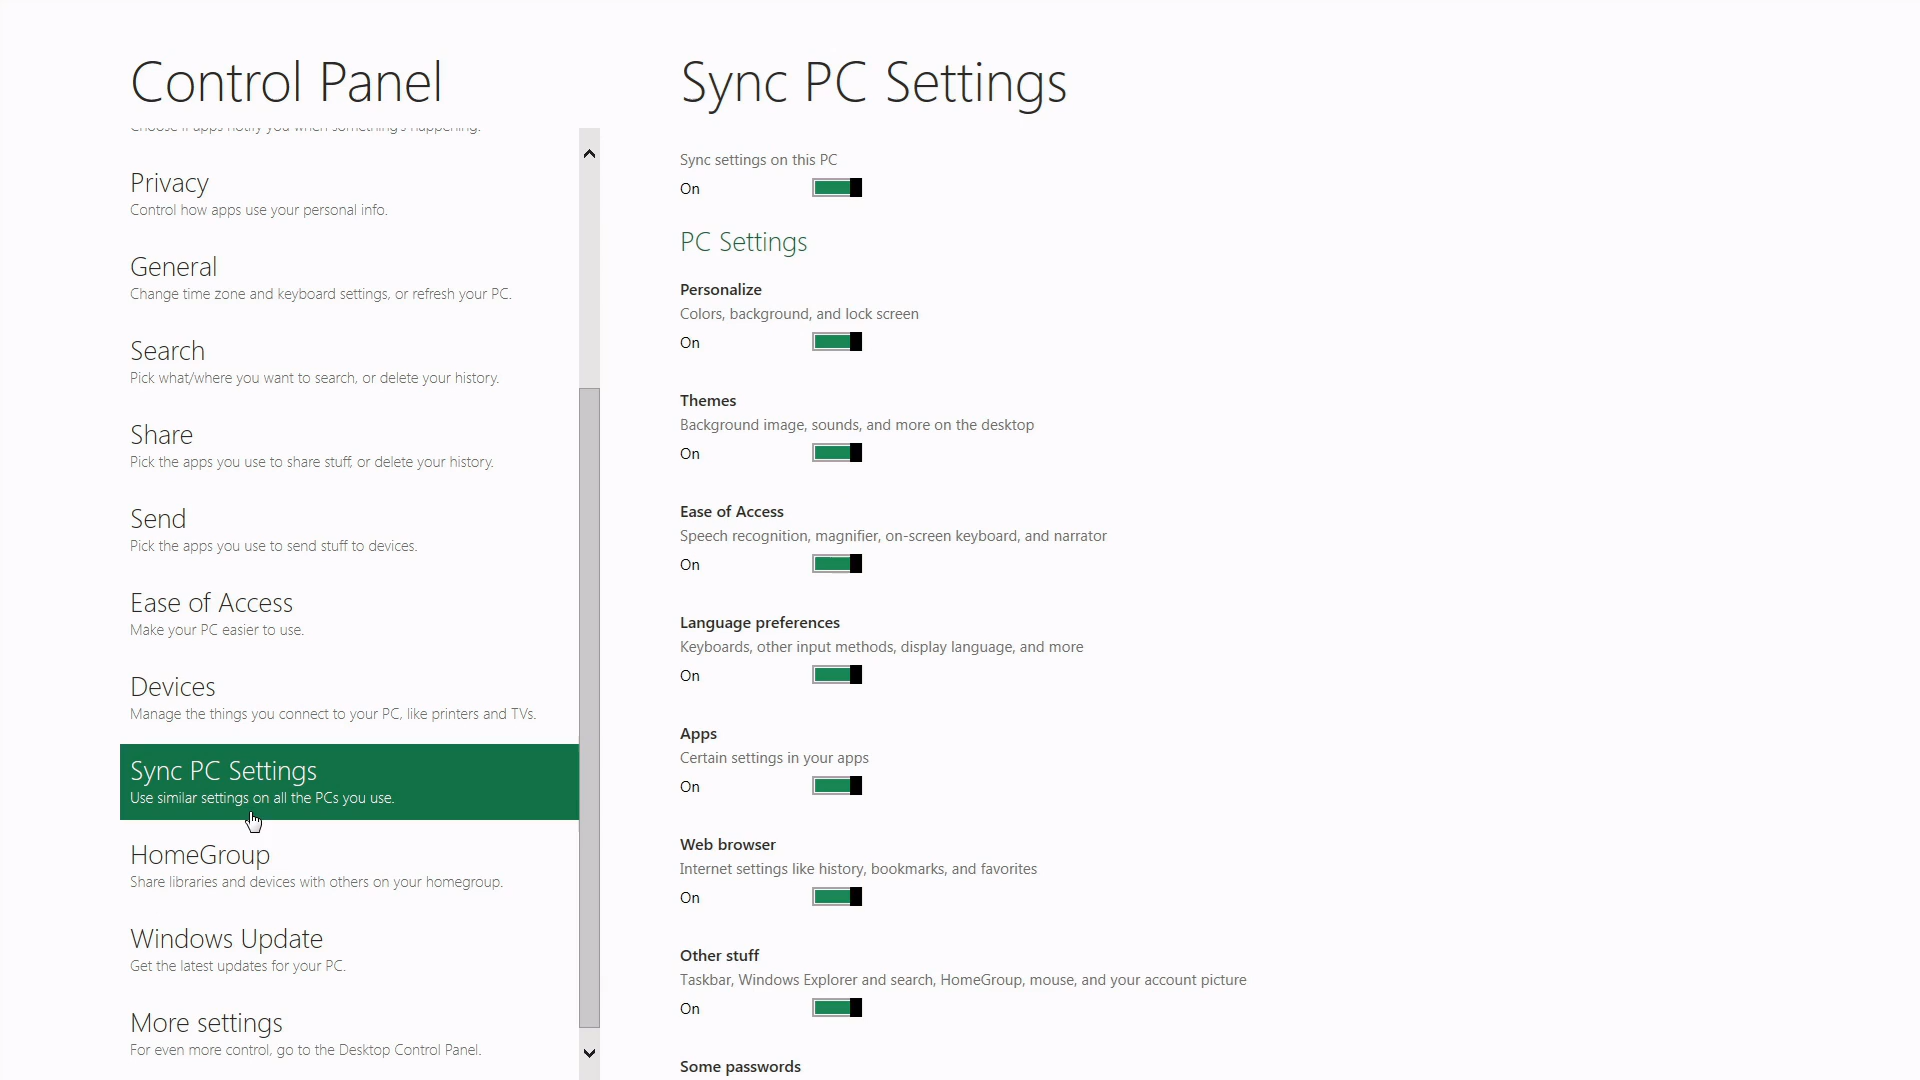 Control Panel
Choose if apps notify you when something's happening.
Privacy
Control how apps use your personal info.
General
Change time zone and keyboard settings, or refresh your PC.
Search
Pick what/where you want to search, or delete your history.
Share
Pick the apps you use to share stuff, or delete your history.
Send
Pick the apps you use to send stuff to devices.
Ease of Access
Make your PC easier to use.
Devices
Manage the things you connect to your PC, like printers and TVs.
Sync PC Settings
Use similar settings on all the PCs you use.
HomeGroup
Share libraries and devices with others on your homegroup.
Windows Update
Get the latest updates for your PC.
More settings
For even more control, go to the Desktop Control Panel.
Sync PC Settings
Sync settings on this PC
On
PC Settings
Personalize
Colors, background, and lock screen
On
Themes
Background image, sounds, and more on the desktop
On
Ease of Access
Speech recognition, magnifier, on-screen keyboard, and narrator
On
Language preferences
Keyboards, other input methods, display language, and more
On
Apps
Certain settings in your apps
On
Web browser
Internet settings like history, bookmarks, and favorites
On
Other stuff
Taskbar, Windows Explorer and search, HomeGroup, mouse, and your account picture
On
Some passwords